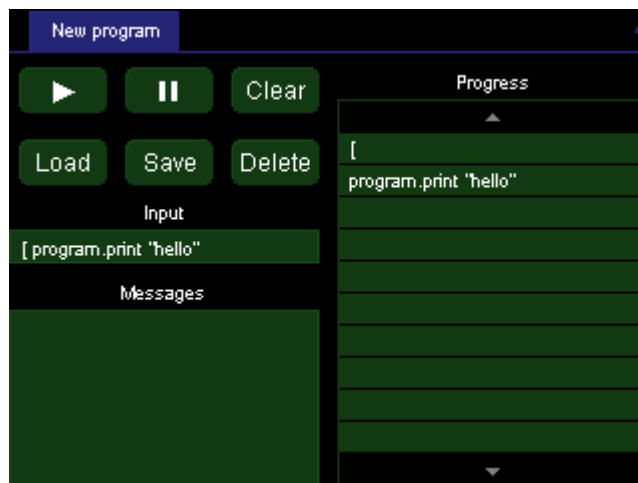 New program
Clear
Load
Save
Delete
Input
[ program.print "hello"
Messages
Progress
[
program.print "hello"